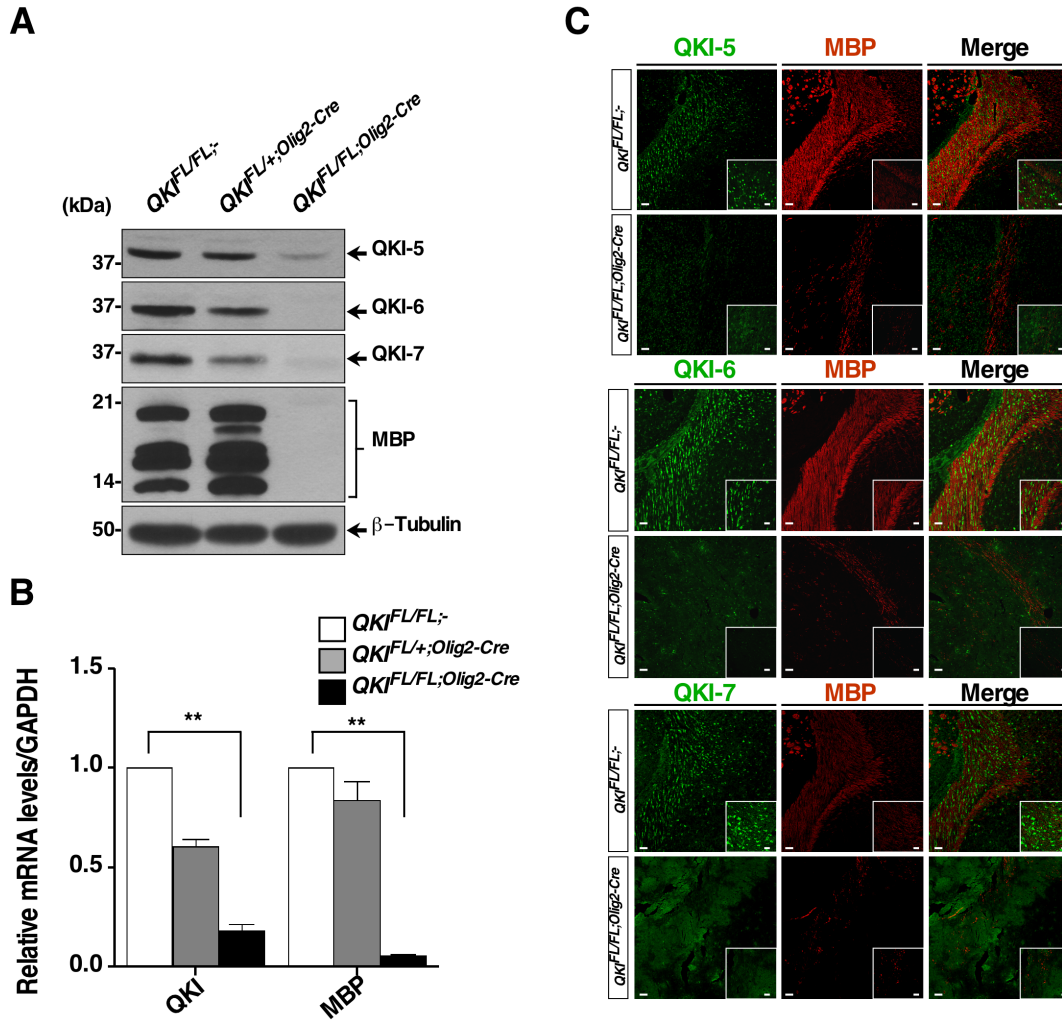 A
QKI^FL/FL;-
QKI^FL/+;Olig2-Cre
QKI^FL/FL;Olig2-Cre
(kDa)
37-
QKI-5
37-
QKI-6
37-
QKI-7
21-
MBP
14-
50-
β-Tubulin
B
QKI^FL/FL;-
QKI^FL/+;Olig2-Cre
QKI^FL/FL;Olig2-Cre
Relative mRNA levels/GAPDH
1.5
1.0
0.5
0.0
**
**
QKI
MBP
C
QKI-5 MBP Merge
QKI^FL/FL;-
QKI^FL/FL;Olig2-Cre
QKI-6 MBP Merge
QKI^FL/FL;-
QKI^FL/FL;Olig2-Cre
QKI-7 MBP Merge
QKI^FL/FL;-
QKI^FL/FL;Olig2-Cre